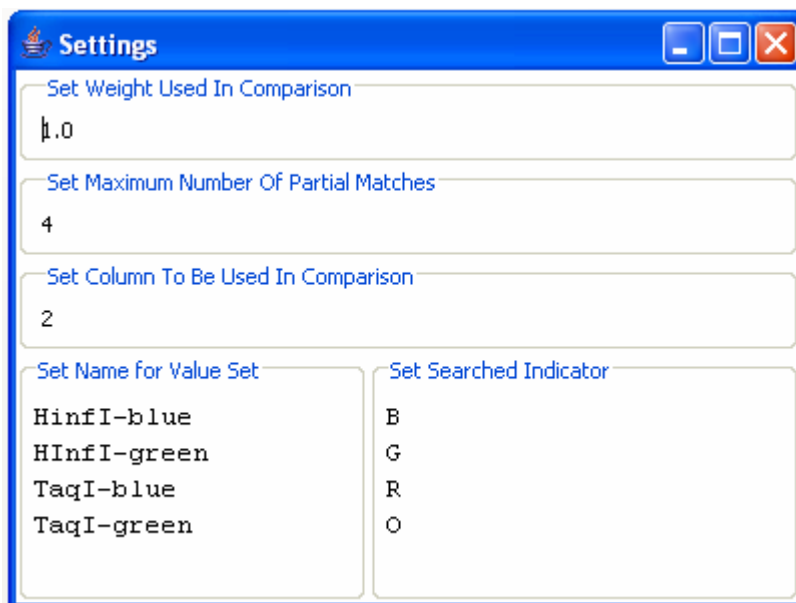 Settings
Set Weight Used In Comparison
1.0
Set Maximum Number Of Partial Matches
4
Set Column To Be Used In Comparison
2
Set Name for Value Set
HinfI-blue
HInfI-green
TaqI-blue
TaqI-green
Set Searched Indicator
B
G
R
O